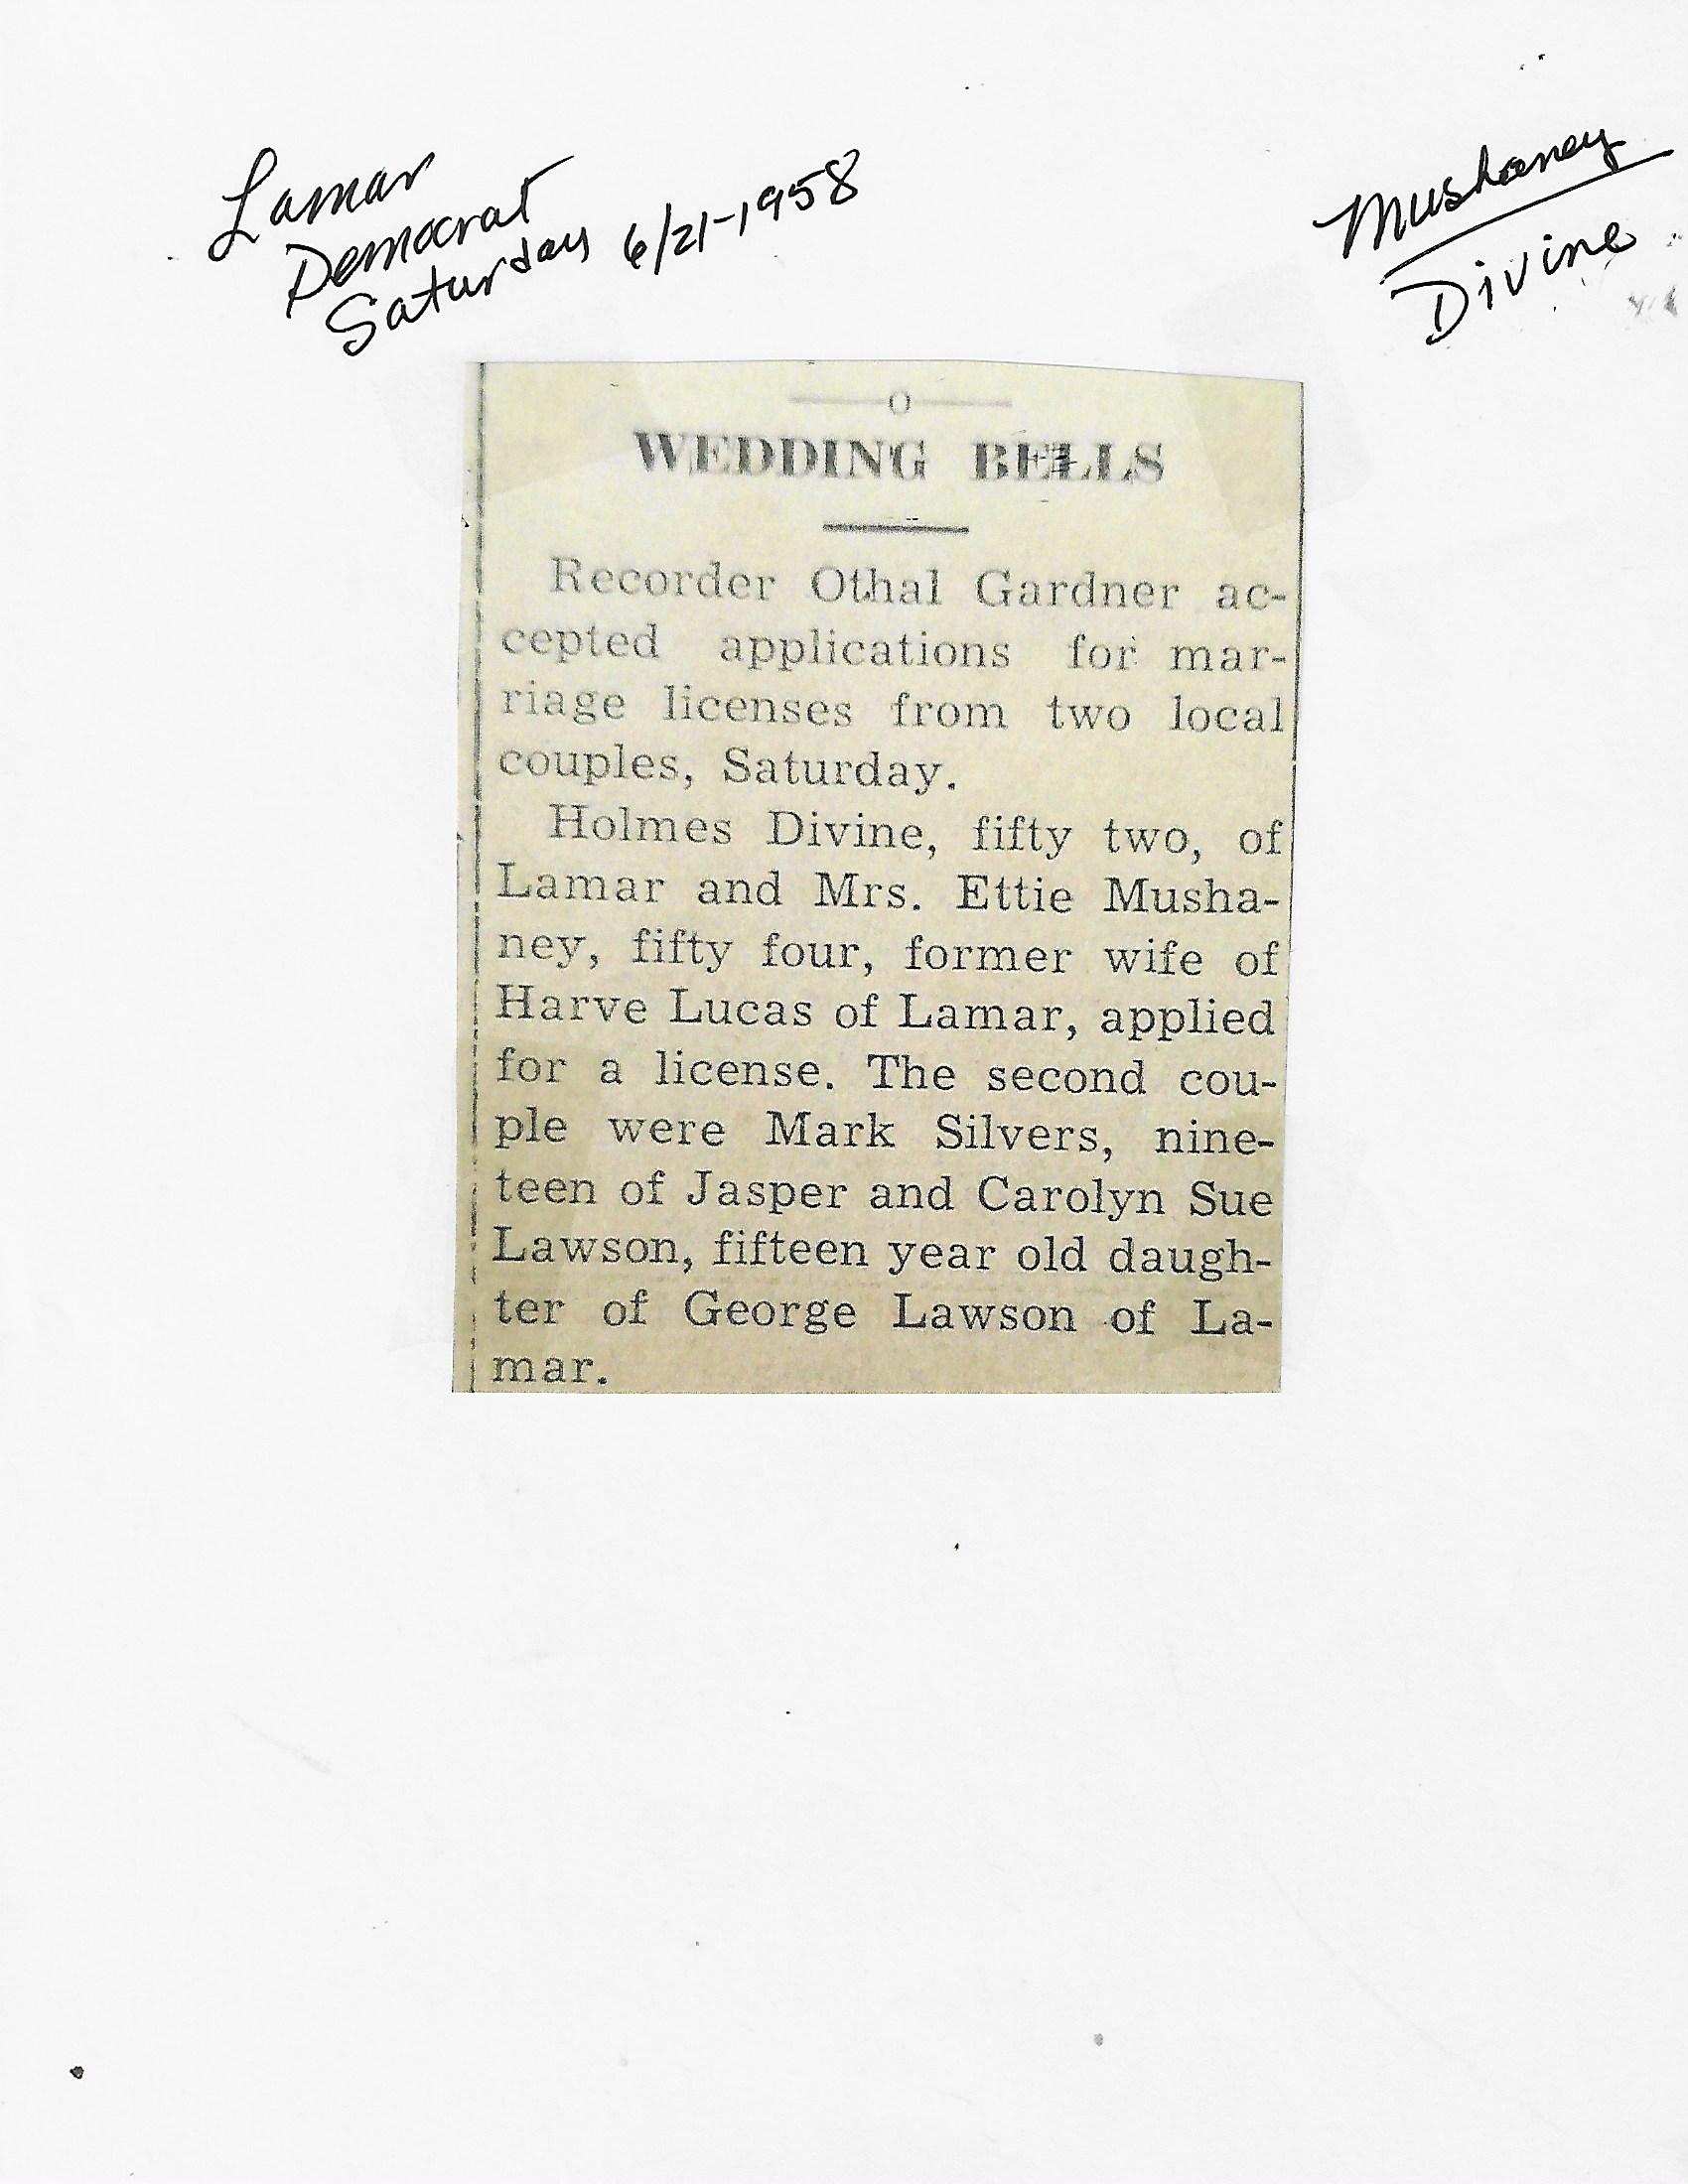 Lamar
Democrat
Saturday 6/21-1958
Mushaney
Divine
O
WEDDING BELLS
Recorder Othal Gardner ac-
cepted applications for mar-
riage licenses from two local
couples, Saturday.
Holmes Divine, fifty two, of
Lamar and Mrs. Ettie Musha-
ney, fifty four, former wife of
Harve Lucas of Lamar, applied
for a license. The second cou-
ple were Mark Silvers, nine-
teen of Jasper and Carolyn Sue
Lawson, fifteen year old daugh-
ter of George Lawson of La-
mar.